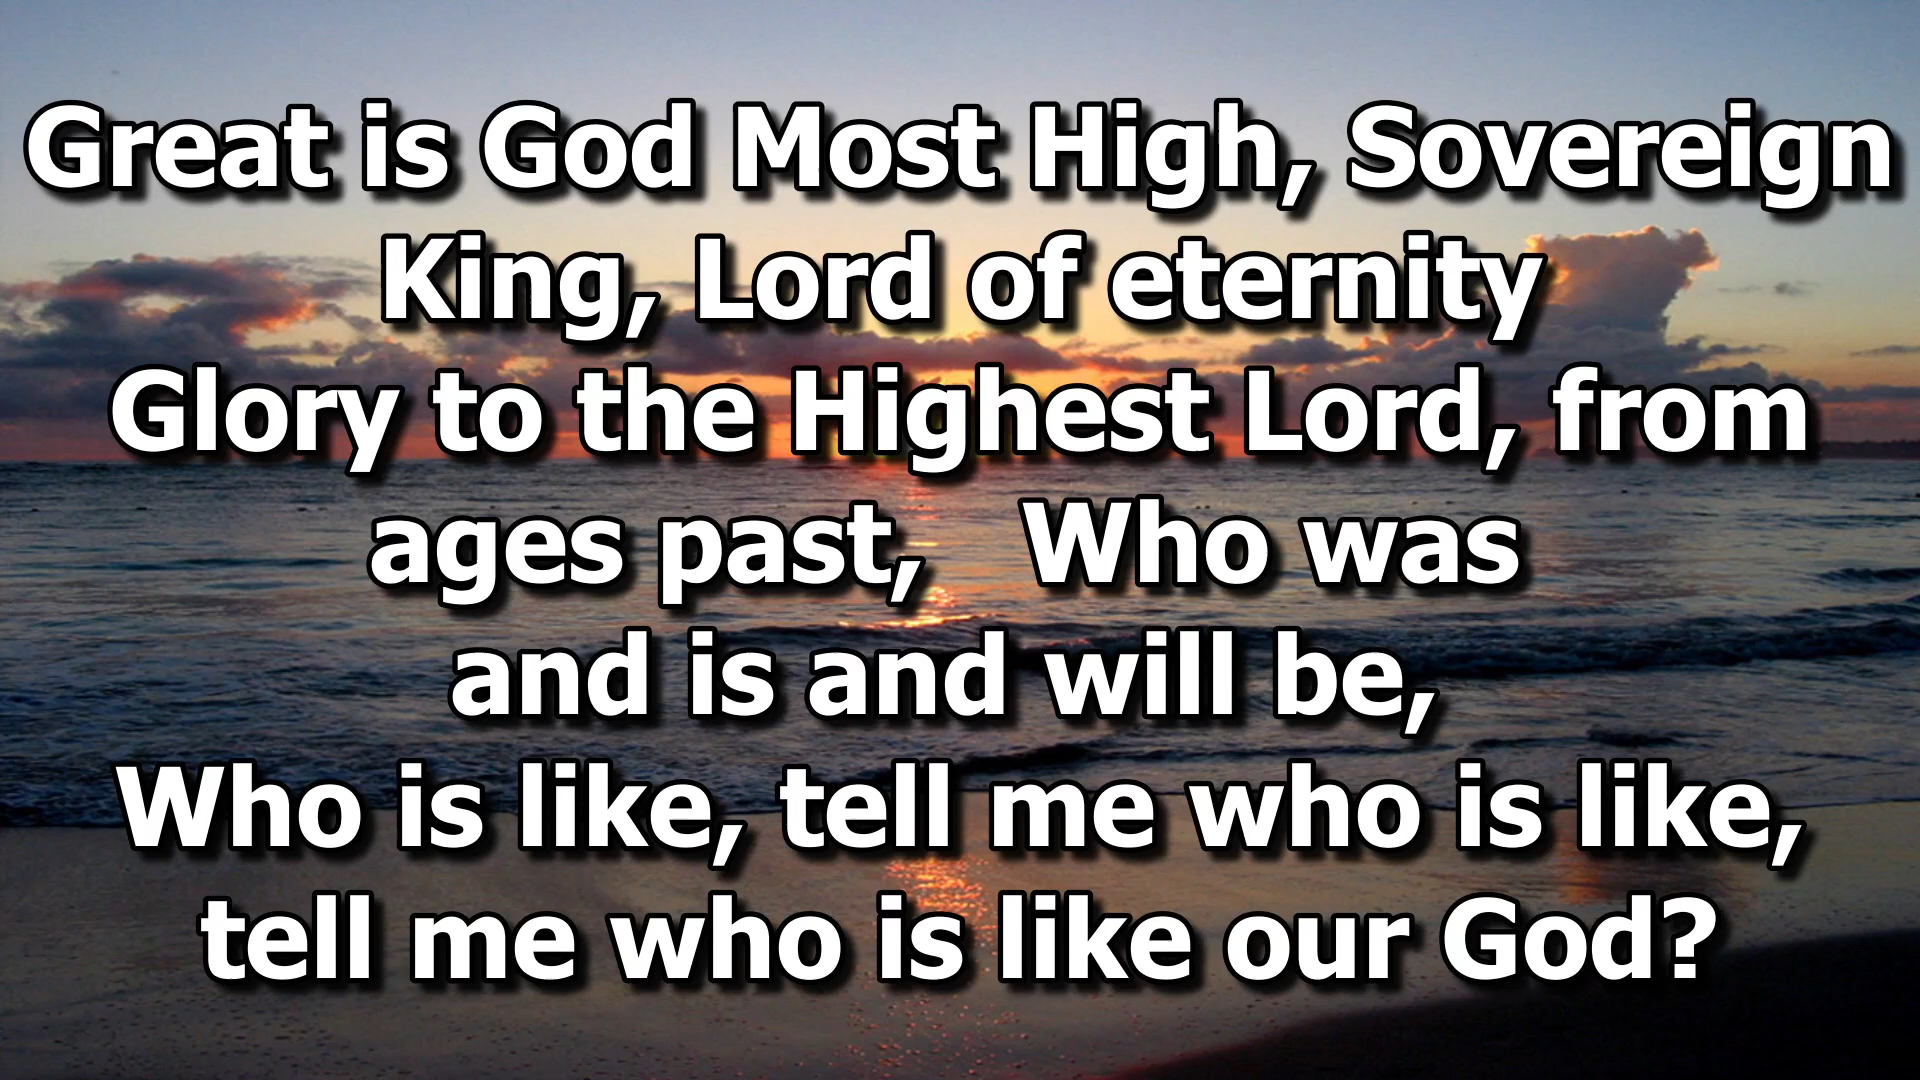 Great is God Most High, Sovereign
King, Lord of eternity
Glory to the Highest Lord, from
ages past,   Who was
and is and will be,
Who is like, tell me who is like,
tell me who is like our God?